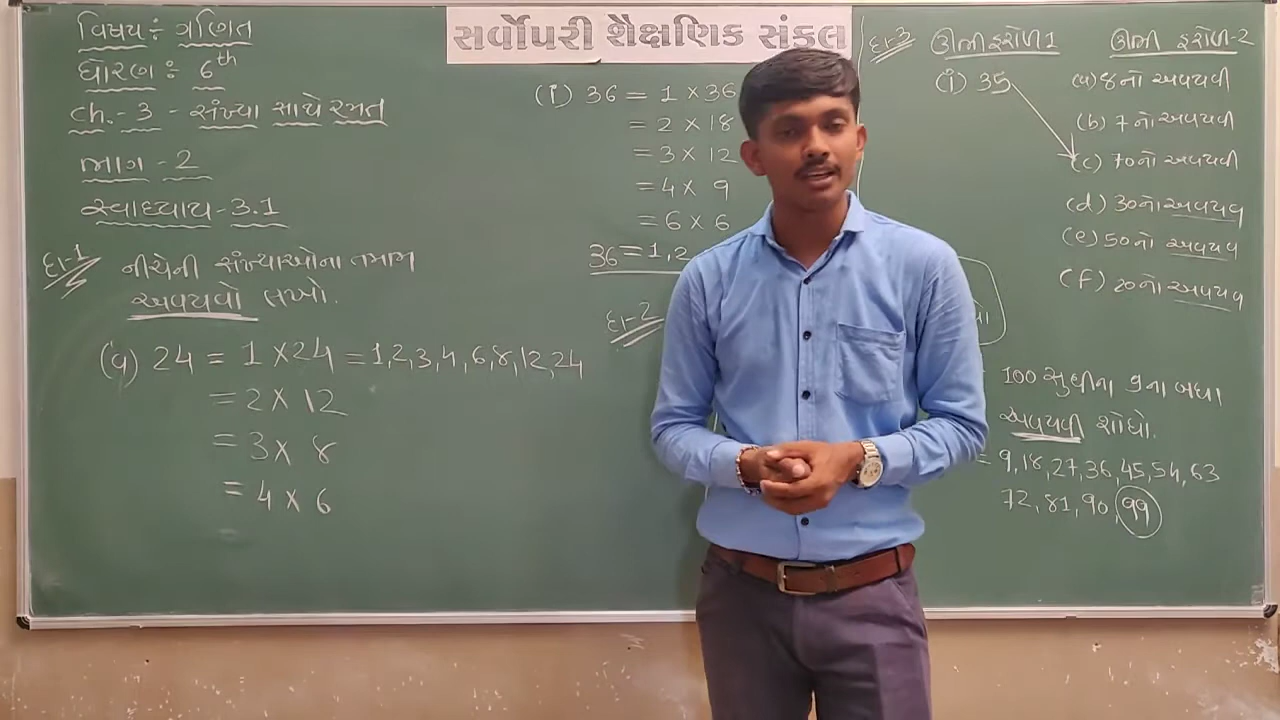 સર્વોપરી શૈક્ષણિક સંકુલ
વિષય : ગણિત
ધોરણ : 6th
Ch. - 3 - સંખ્યા સાથે રમત
ભાગ - 2
સ્વાધ્યાય - 3.1
દા-1 નીચેની સંખ્યાઓના તમામ
અવયવો લખો.
(a) 24 = 1 × 24 = 1,2,3,4,6,8,12,24
= 2 × 12
= 3 × 8
= 4 × 6
(i) 36 = 1 × 36
= 2 × 18
= 3 × 12
= 4 × 9
= 6 × 6
36 = 1,2
દા-2
દા-3 ઊભી હરોળ 1 ઊભી હરોળ - 2
(i) 35 (a) 8નો અવયવી
(b) 7નો અવયવી
(c) 70નો અવયવી
(d) 30નો અવયવ
(e) 50નો અવયવ
(f) 20નો અવયવ
100 સુધીના 9ના બધા
અવયવી શોધો.
= 9,18,27,36,45,54,63
72,81,90,99